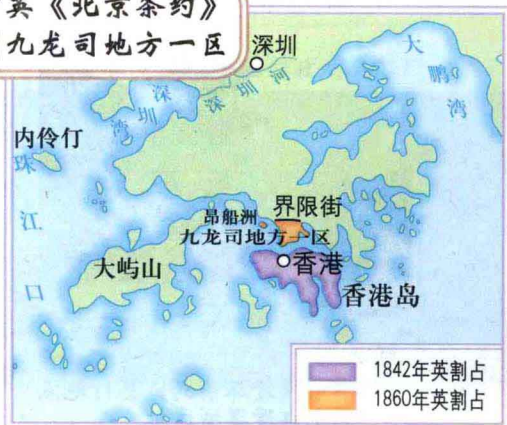 英《北京条约》
九龙司地方一区
深圳
大鹏湾
深圳河
深圳湾
内伶仃
珠江口
昂船洲
界限街
九龙司地方一区
香港
大屿山
香港岛
1842年英割占
1860年英割占